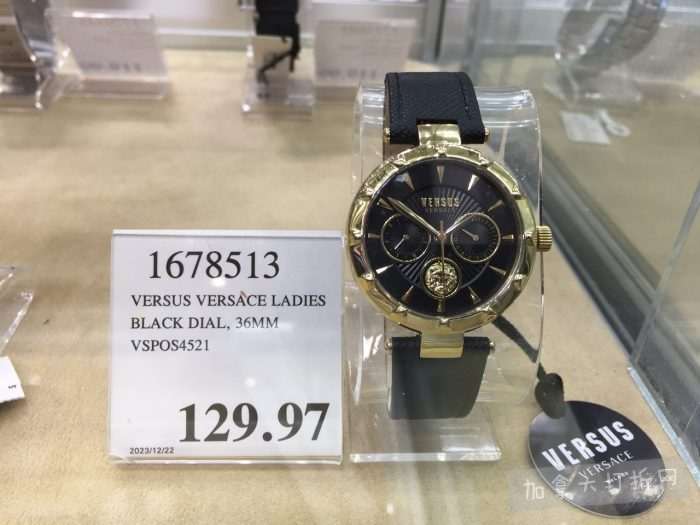 1678513
VERSUS VERSACE LADIES
BLACK DIAL, 36MM
VSPOS4521
129.97
2023/12/22
VERSUS
VERSACE
VERSUS
VERSACE
加拿大打折网